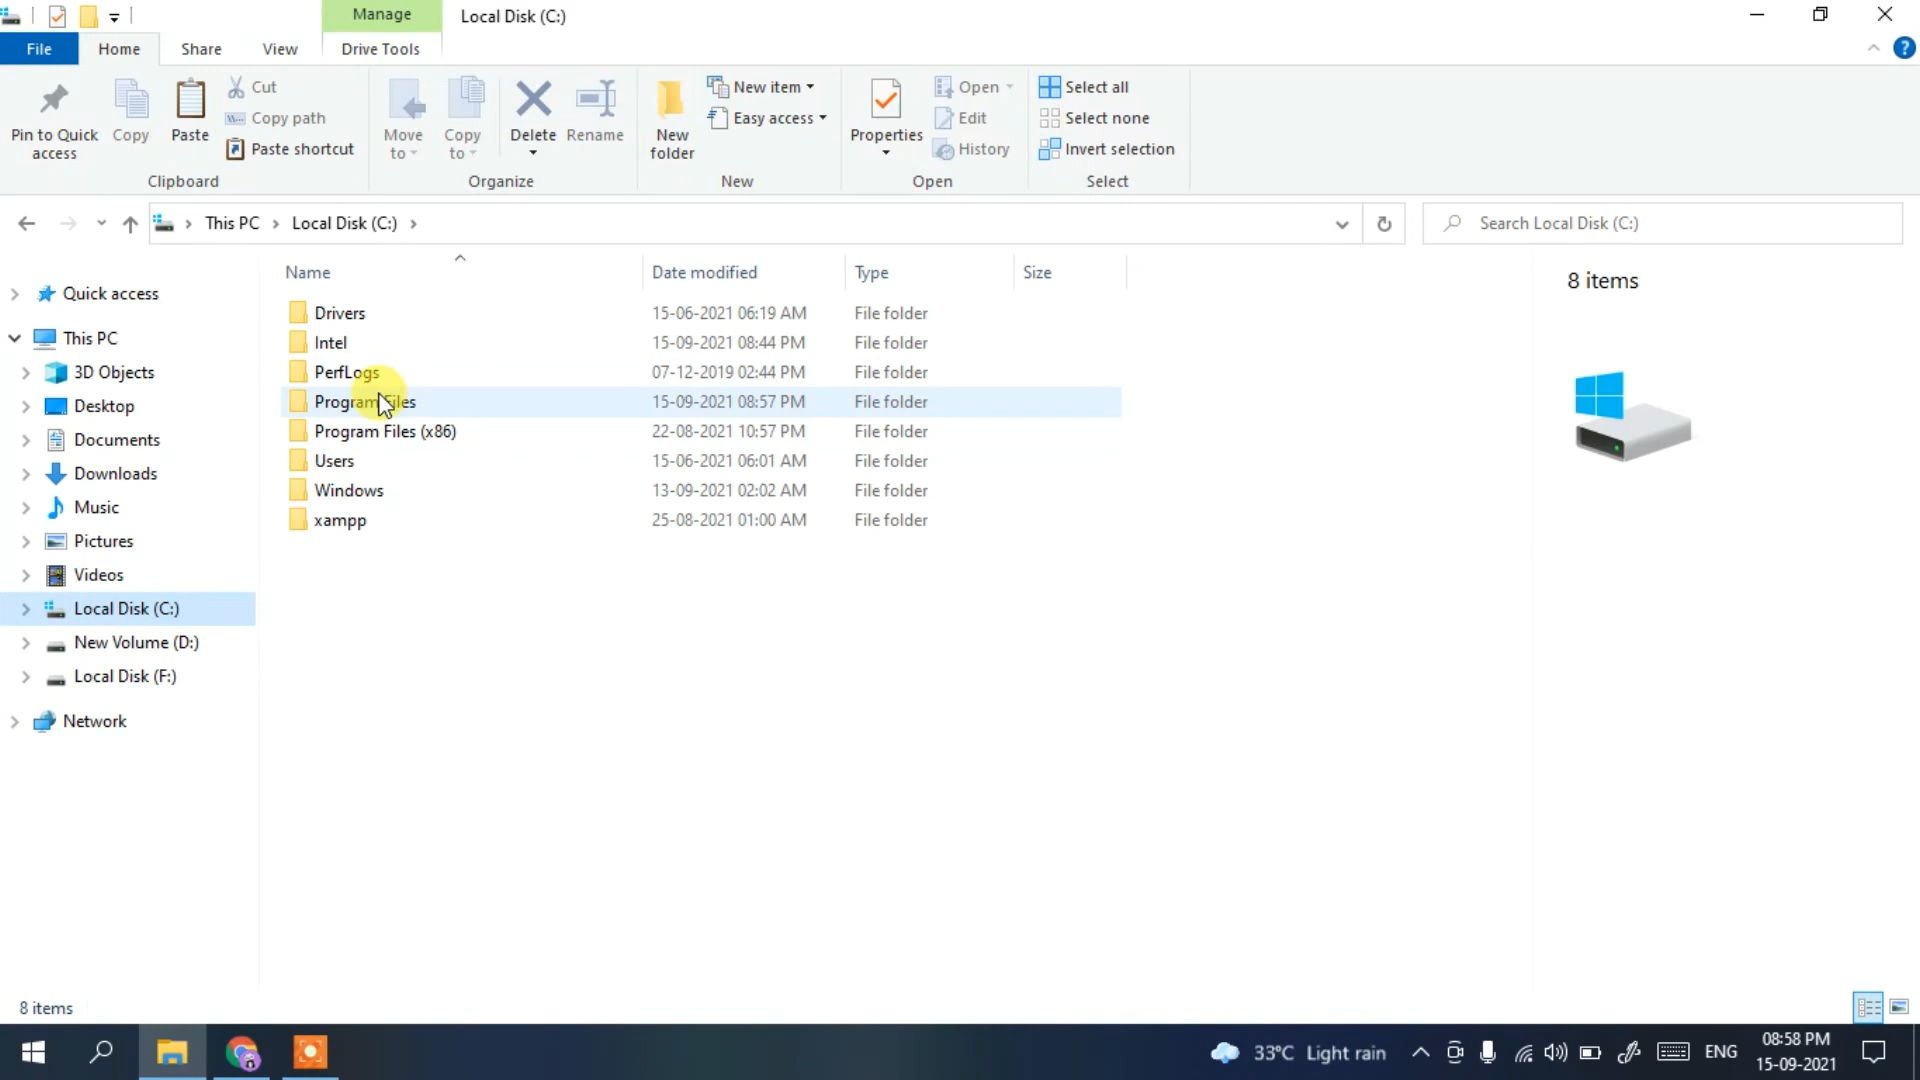 Manage
Local Disk (C:)
File
Home
Share
View
Drive Tools
Pin to Quick access
Copy
Paste
Cut
Copy path
Paste shortcut
Clipboard
Move to
Copy to
Delete
Rename
Organize
New folder
New item
Easy access
New
Properties
Open
Edit
History
Open
Select all
Select none
Invert selection
Select
This PC
Local Disk (C:)
Search Local Disk (C:)
Quick access
This PC
3D Objects
Desktop
Documents
Downloads
Music
Pictures
Videos
Local Disk (C:)
New Volume (D:)
Local Disk (F:)
Network
Name Date modified Type Size
Drivers 15-06-2021 06:19 AM File folder
Intel 15-09-2021 08:44 PM File folder
PerfLogs 07-12-2019 02:44 PM File folder
Program Files 15-09-2021 08:57 PM File folder
Program Files (x86) 22-08-2021 10:57 PM File folder
Users 15-06-2021 06:01 AM File folder
Windows 13-09-2021 02:02 AM File folder
xampp 25-08-2021 01:00 AM File folder
8 items
8 items
33°C Light rain
ENG
08:58 PM
15-09-2021